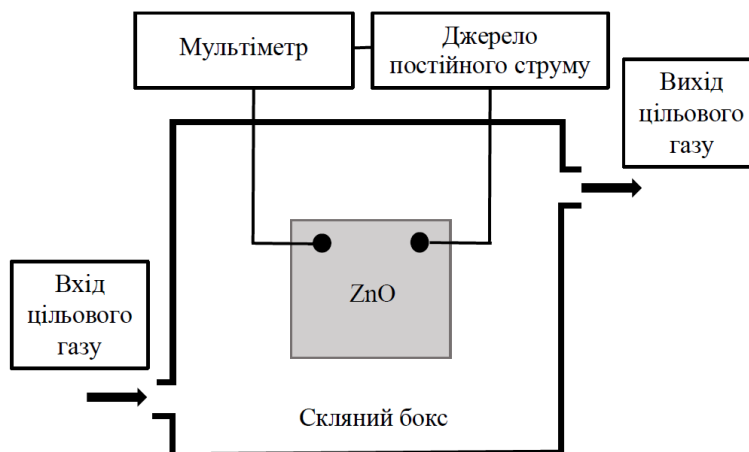 Мультіметр
Джерело
постійного струму
Вихід
цільового
газу
Вхід
цільового
газу
ZnO
Скляний бокс